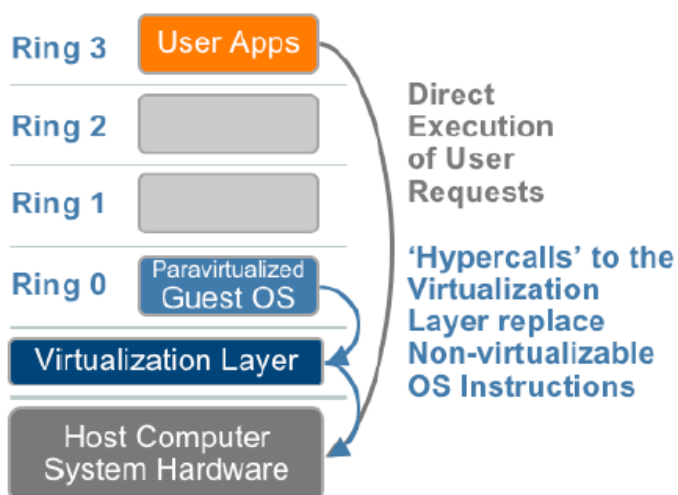 Ring 3
User Apps
Ring 2
Ring 1
Ring 0
Paravirtualized
Guest OS
Virtualization Layer
Host Computer
System Hardware
Direct
Execution
of User
Requests
‘Hypercalls’ to the
Virtualization
Layer replace
Non-virtualizable
OS Instructions